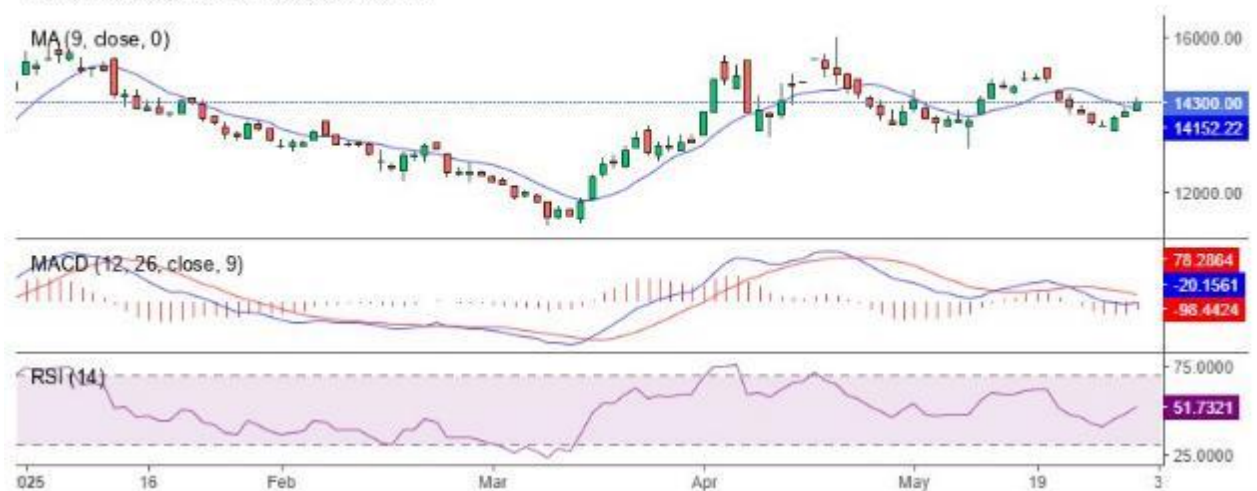 MA (9, close, 0)
16000.00
14300.00
14152.22
12000.00
MACD (12, 26, close, 9)
78.2864
-20.1561
-98.4424
RSI (14)
75.0000
51.7321
25.0000
025 16 Feb Mar Apr May 19 3